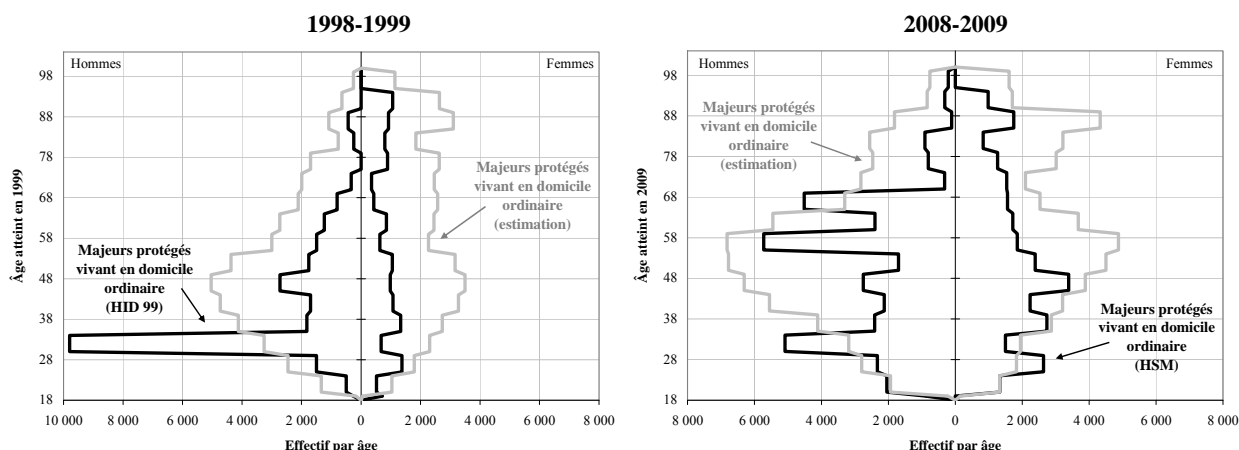 1998-1999
Hommes
Femmes
98
88
78
68
58
48
38
28
18
Âge atteint en 1999
Majeurs protégés
vivant en domicile
ordinaire
(estimation)
Majeurs protégés
vivant en domicile
ordinaire
(HID 99)
10 000 8 000 6 000 4 000 2 000 0 2 000 4 000 6 000 8 000
Effectif par âge
2008-2009
Hommes
Femmes
98
88
78
68
58
48
38
28
18
Âge atteint en 2009
Majeurs protégés
vivant en domicile
ordinaire
(estimation)
Majeurs protégés
vivant en domicile
ordinaire
(HSM)
8 000 6 000 4 000 2 000 0 2 000 4 000 6 000 8 000
Effectif par âge